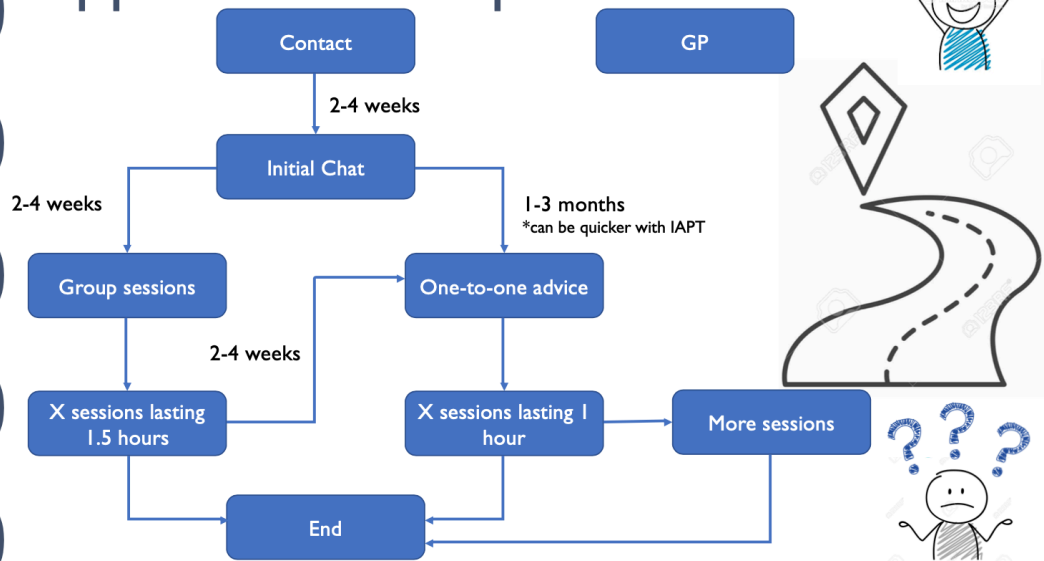 Contact
GP
2-4 weeks
Initial Chat
2-4 weeks
1-3 months
*can be quicker with IAPT
Group sessions
One-to-one advice
2-4 weeks
X sessions lasting
1.5 hours
X sessions lasting 1
hour
More sessions
? ? ?
End